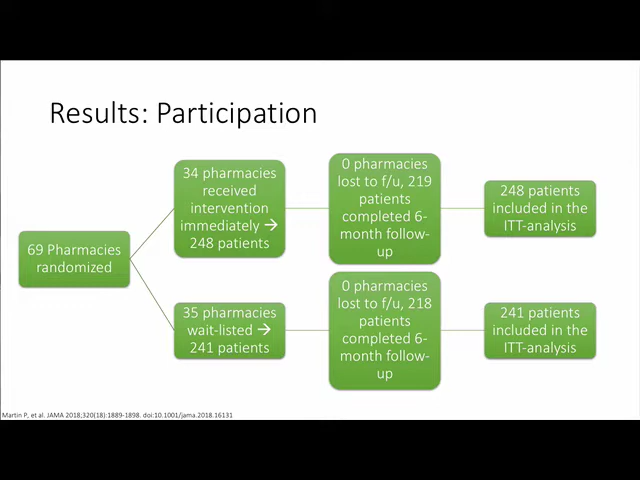 Results: Participation
69 Pharmacies
randomized
34 pharmacies
received
intervention
immediately →
248 patients
0 pharmacies
lost to f/u, 219
patients
completed 6-
month follow-
up
248 patients
included in the
ITT-analysis
35 pharmacies
wait-listed →
241 patients
0 pharmacies
lost to f/u, 218
patients
completed 6-
month follow-
up
241 patients
included in the
ITT-analysis
Martin P, et al. JAMA 2018;320(18):1889-1898. doi:10.1001/jama.2018.16131